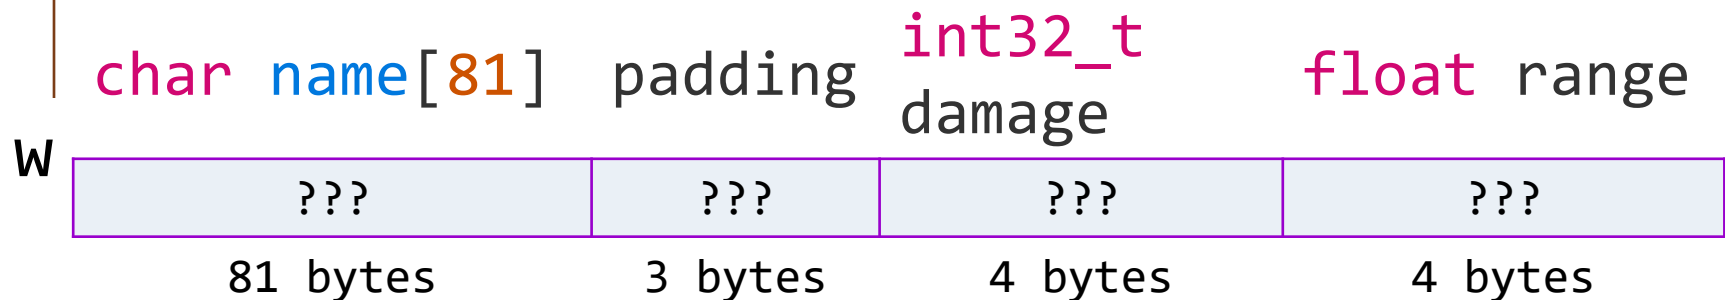 char name[81] padding int32_t damage float range
w
??? ??? ??? ???
81 bytes 3 bytes 4 bytes 4 bytes